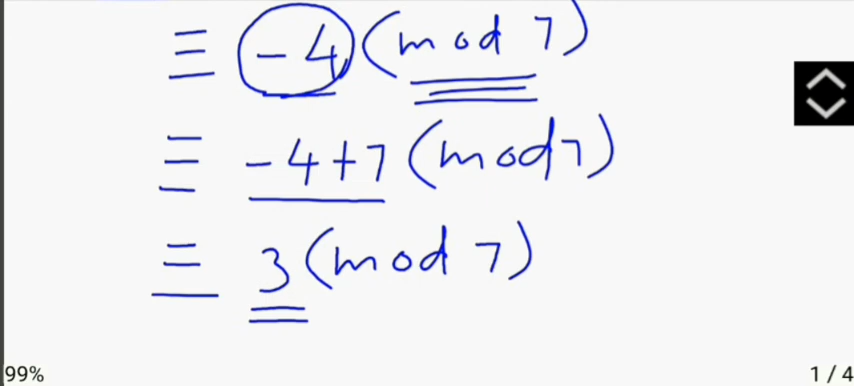 ≡ -4 (mod 7)
≡ -4+7 (mod 7)
≡ 3 (mod 7)
99%
1 / 4